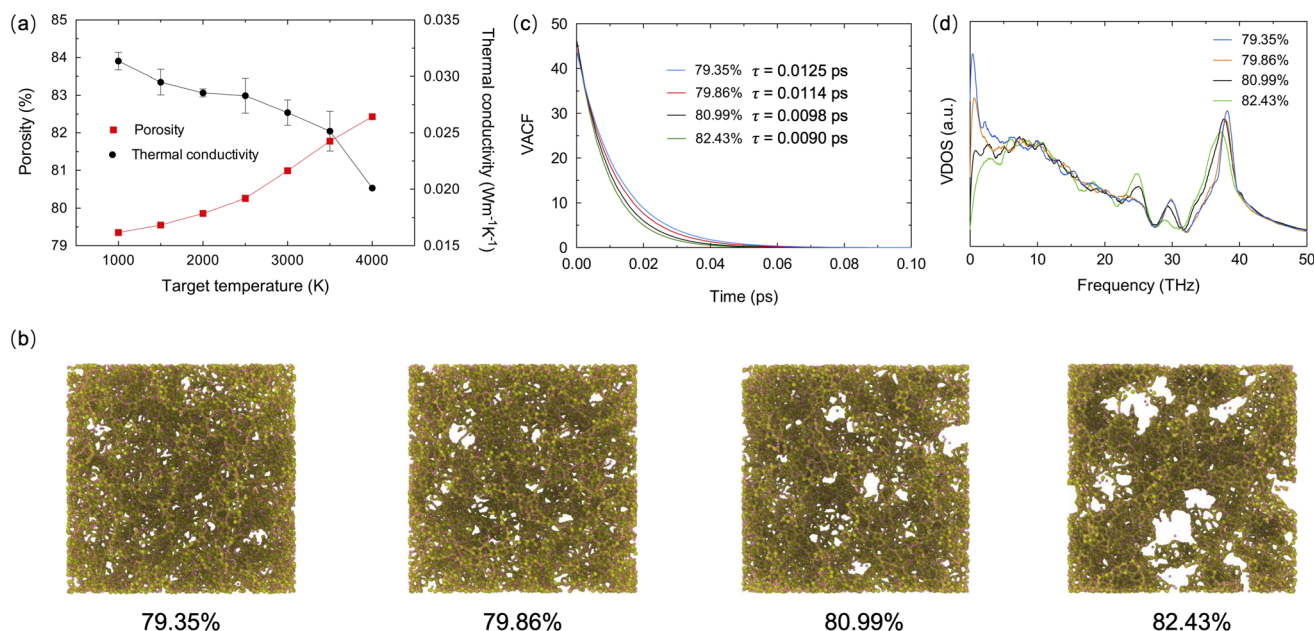 (a)
84
83
82
81
80
79
Porosity (%)
Porosity
Thermal conductivity
0.035
0.030
0.025
0.020
0.015
Thermal conductivity (Wm⁻¹K⁻¹)
1000
2000
3000
4000
Target temperature (K)
(c)
50
40
30
20
10
0
VACF
79.35% τ = 0.0125 ps
79.86% τ = 0.0114 ps
80.99% τ = 0.0098 ps
82.43% τ = 0.0090 ps
0.00
0.02
0.04
0.06
0.08
0.10
Time (ps)
(d)
VDOS (a.u.)
79.35%
79.86%
80.99%
82.43%
0
10
20
30
40
50
Frequency (THz)
(b)
79.35%
79.86%
80.99%
82.43%